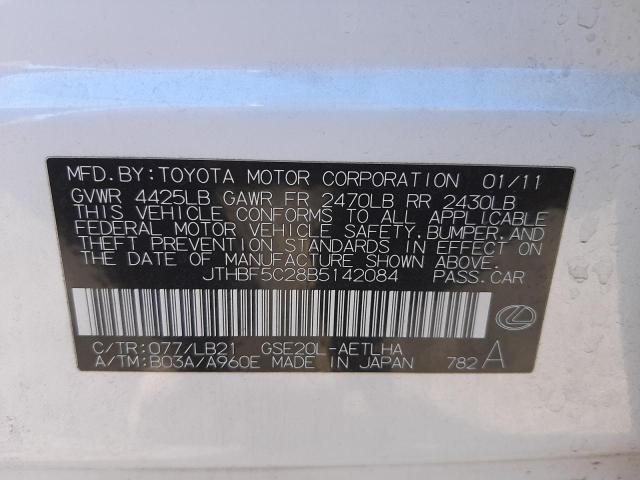 MFD.BY:TOYOTA MOTOR CORPORATION 01/11
GVWR 4425LB GAWR FR 2470LB RR 2430LB
THIS VEHICLE CONFORMS TO ALL APPLICABLE
FEDERAL MOTOR VEHICLE SAFETY,BUMPER,AND
THEFT PREVENTION STANDARDS IN EFFECT ON
THE DATE OF MANUFACTURE SHOWN ABOVE.
JTHBF5C28B5142084 PASS.CAR
C/TR:077/LB21 GSE20L-AETLHA
A/TM:B03A/A960E MADE IN JAPAN 782 A